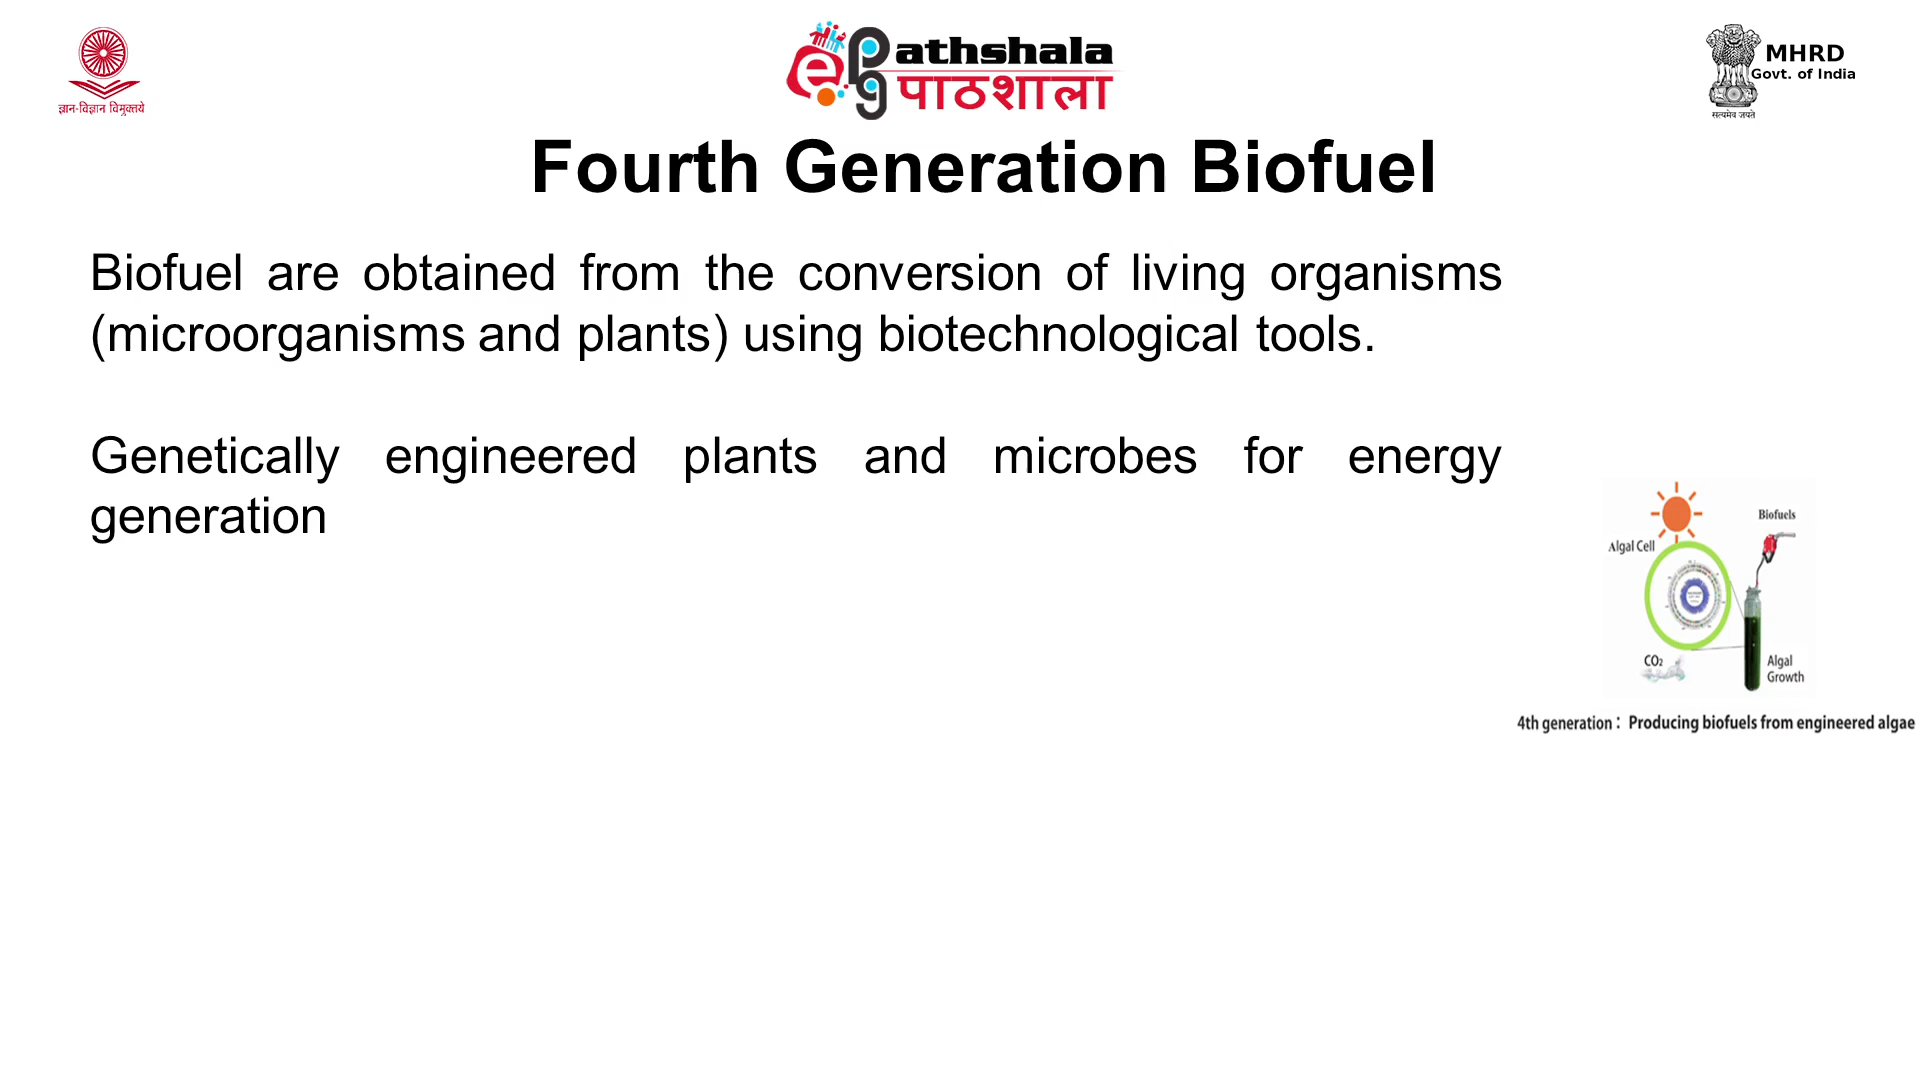 ज्ञान-विज्ञान विमुक्तये
ePathshala
पाठशाला
MHRD
Govt. of India
सत्यमेव जयते
Fourth Generation Biofuel
Biofuel are obtained from the conversion of living organisms
(microorganisms and plants) using biotechnological tools.
Genetically engineered plants and microbes for energy
generation
Biofuels
Algal Cell
CO₂
Algal
Growth
4th generation : Producing biofuels from engineered algae